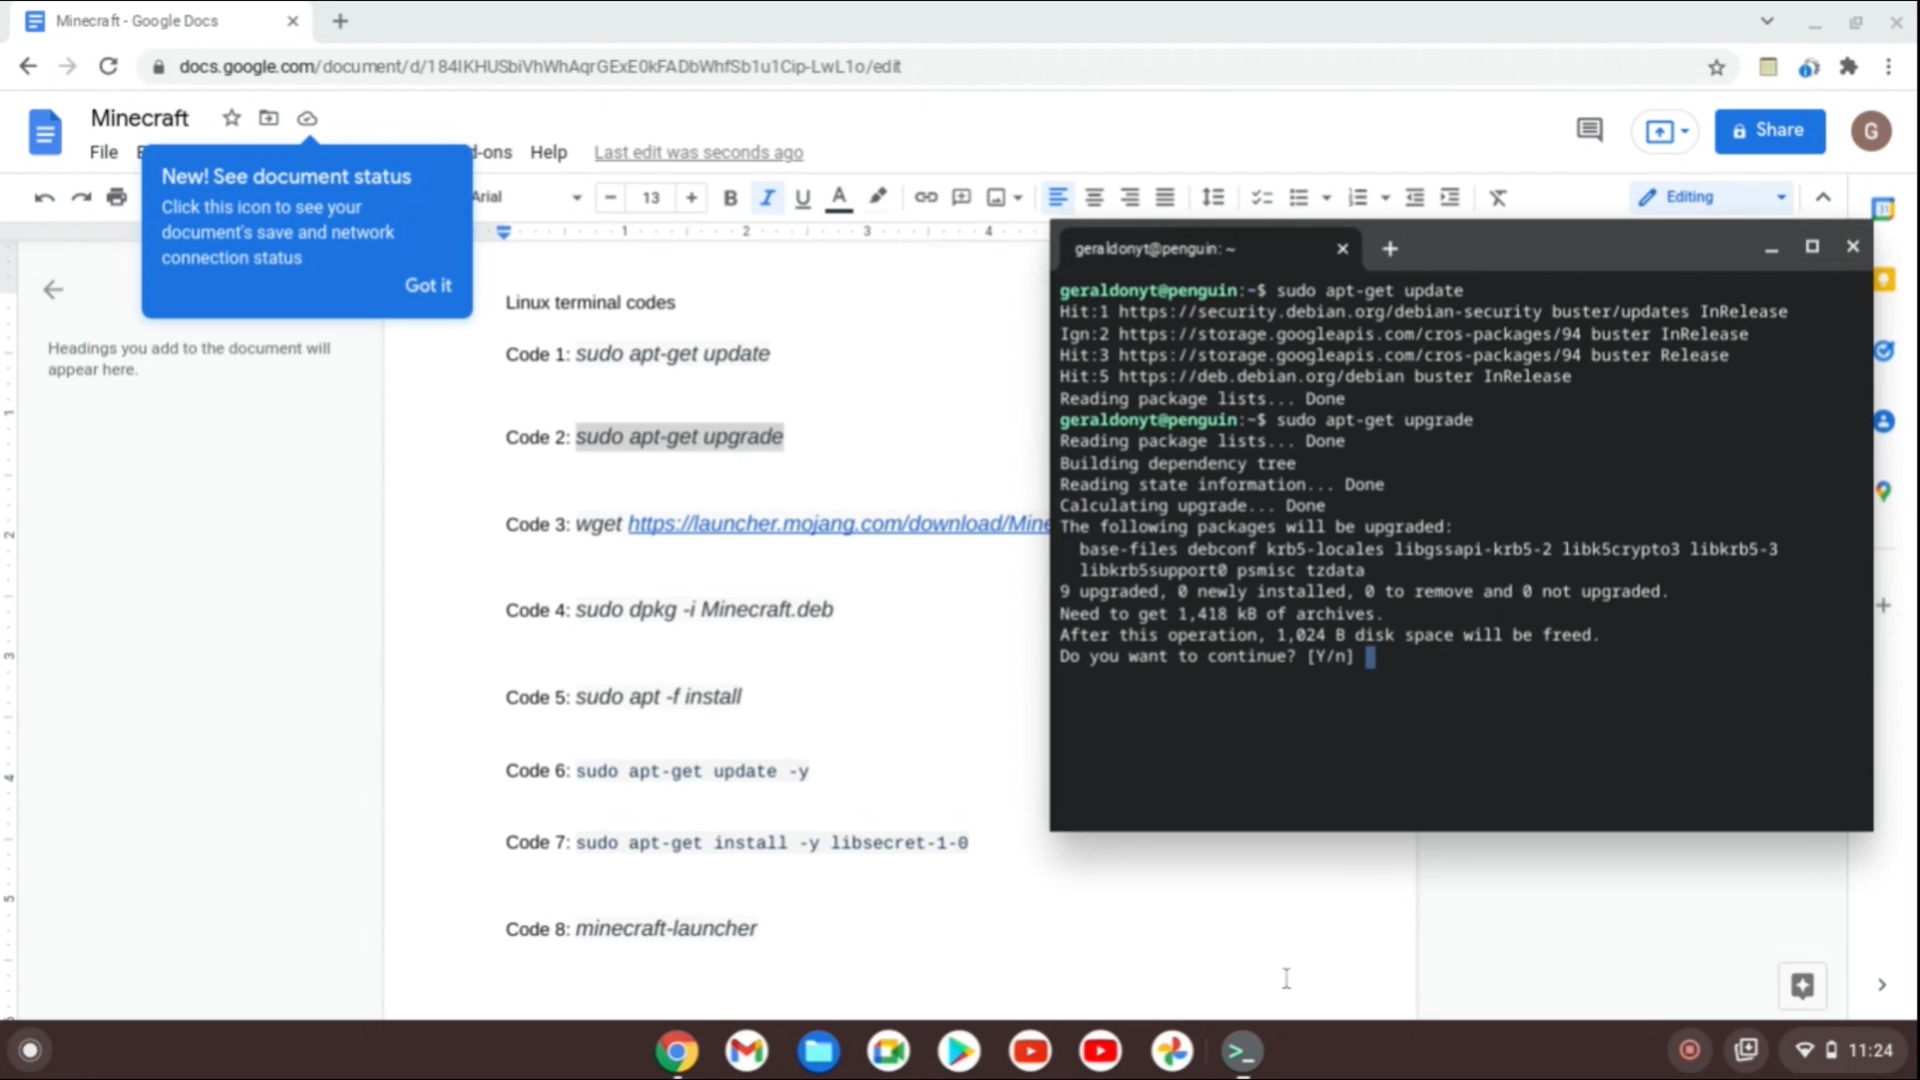 Minecraft - Google Docs
docs.google.com/document/d/184IKHUSbiVhWhAqrGExE0kFADbWhfSb1u1Cip-LwL1o/edit
Minecraft
File
d-ons Help Last edit was seconds ago
Share
G
New! See document status
Click this icon to see your
document's save and network
connection status
Got it
Arial
13
B I U A
Editing
1 2 3 4
31
Headings you add to the document will
appear here.
Linux terminal codes
Code 1: sudo apt-get update
Code 2: sudo apt-get upgrade
Code 3: wget https://launcher.mojang.com/download/Mine
Code 4: sudo dpkg -i Minecraft.deb
Code 5: sudo apt -f install
Code 6: sudo apt-get update -y
Code 7: sudo apt-get install -y libsecret-1-0
Code 8: minecraft-launcher
1
2
3
4
5
geraldonyt@penguin: ~
geraldonyt@penguin:~$ sudo apt-get update
Hit:1 https://security.debian.org/debian-security buster/updates InRelease
Ign:2 https://storage.googleapis.com/cros-packages/94 buster InRelease
Hit:3 https://storage.googleapis.com/cros-packages/94 buster Release
Hit:5 https://deb.debian.org/debian buster InRelease
Reading package lists... Done
geraldonyt@penguin:~$ sudo apt-get upgrade
Reading package lists... Done
Building dependency tree
Reading state information... Done
Calculating upgrade... Done
The following packages will be upgraded:
base-files debconf krb5-locales libgssapi-krb5-2 libk5crypto3 libkrb5-3
libkrb5support0 psmisc tzdata
9 upgraded, 0 newly installed, 0 to remove and 0 not upgraded.
Need to get 1,418 kB of archives.
After this operation, 1,024 B disk space will be freed.
Do you want to continue? [Y/n]
11:24